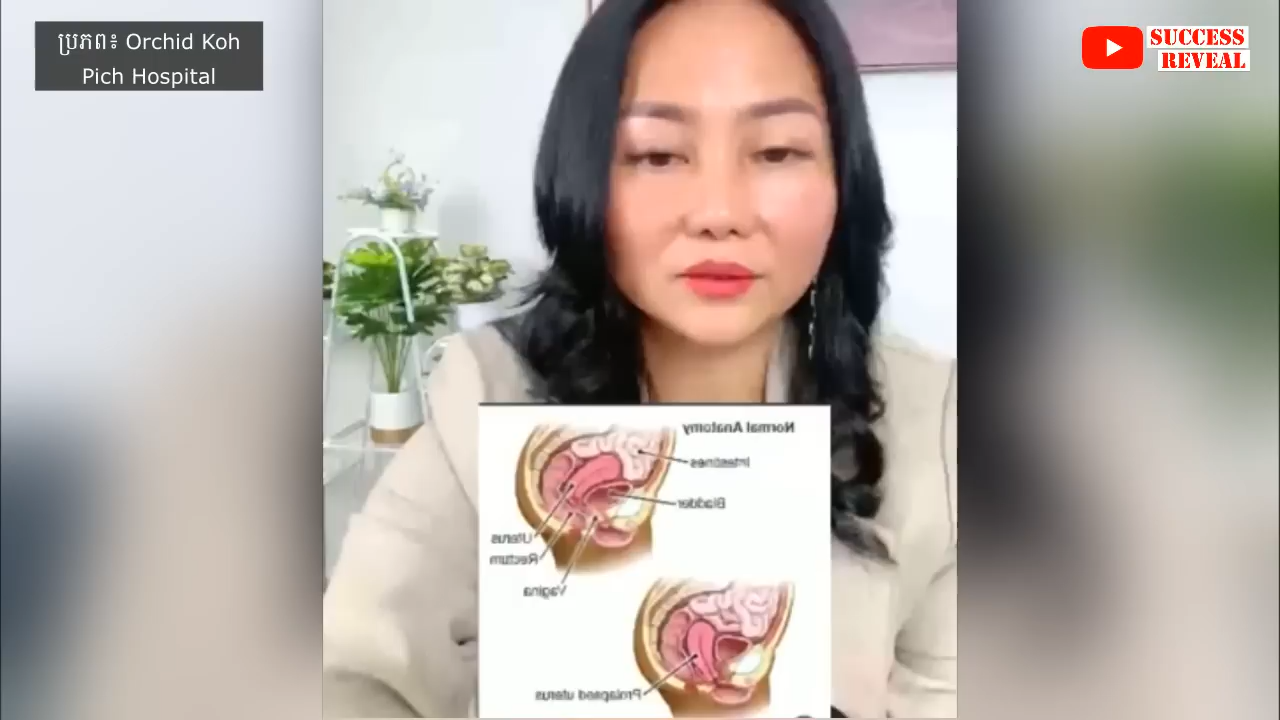 ប្រភព៖ Orchid Koh
Pich Hospital
SUCCESS
REVEAL
Normal Anatomy
Intestines
Bladder
Uterus
Rectum
Vagina
Prolapsed uterus